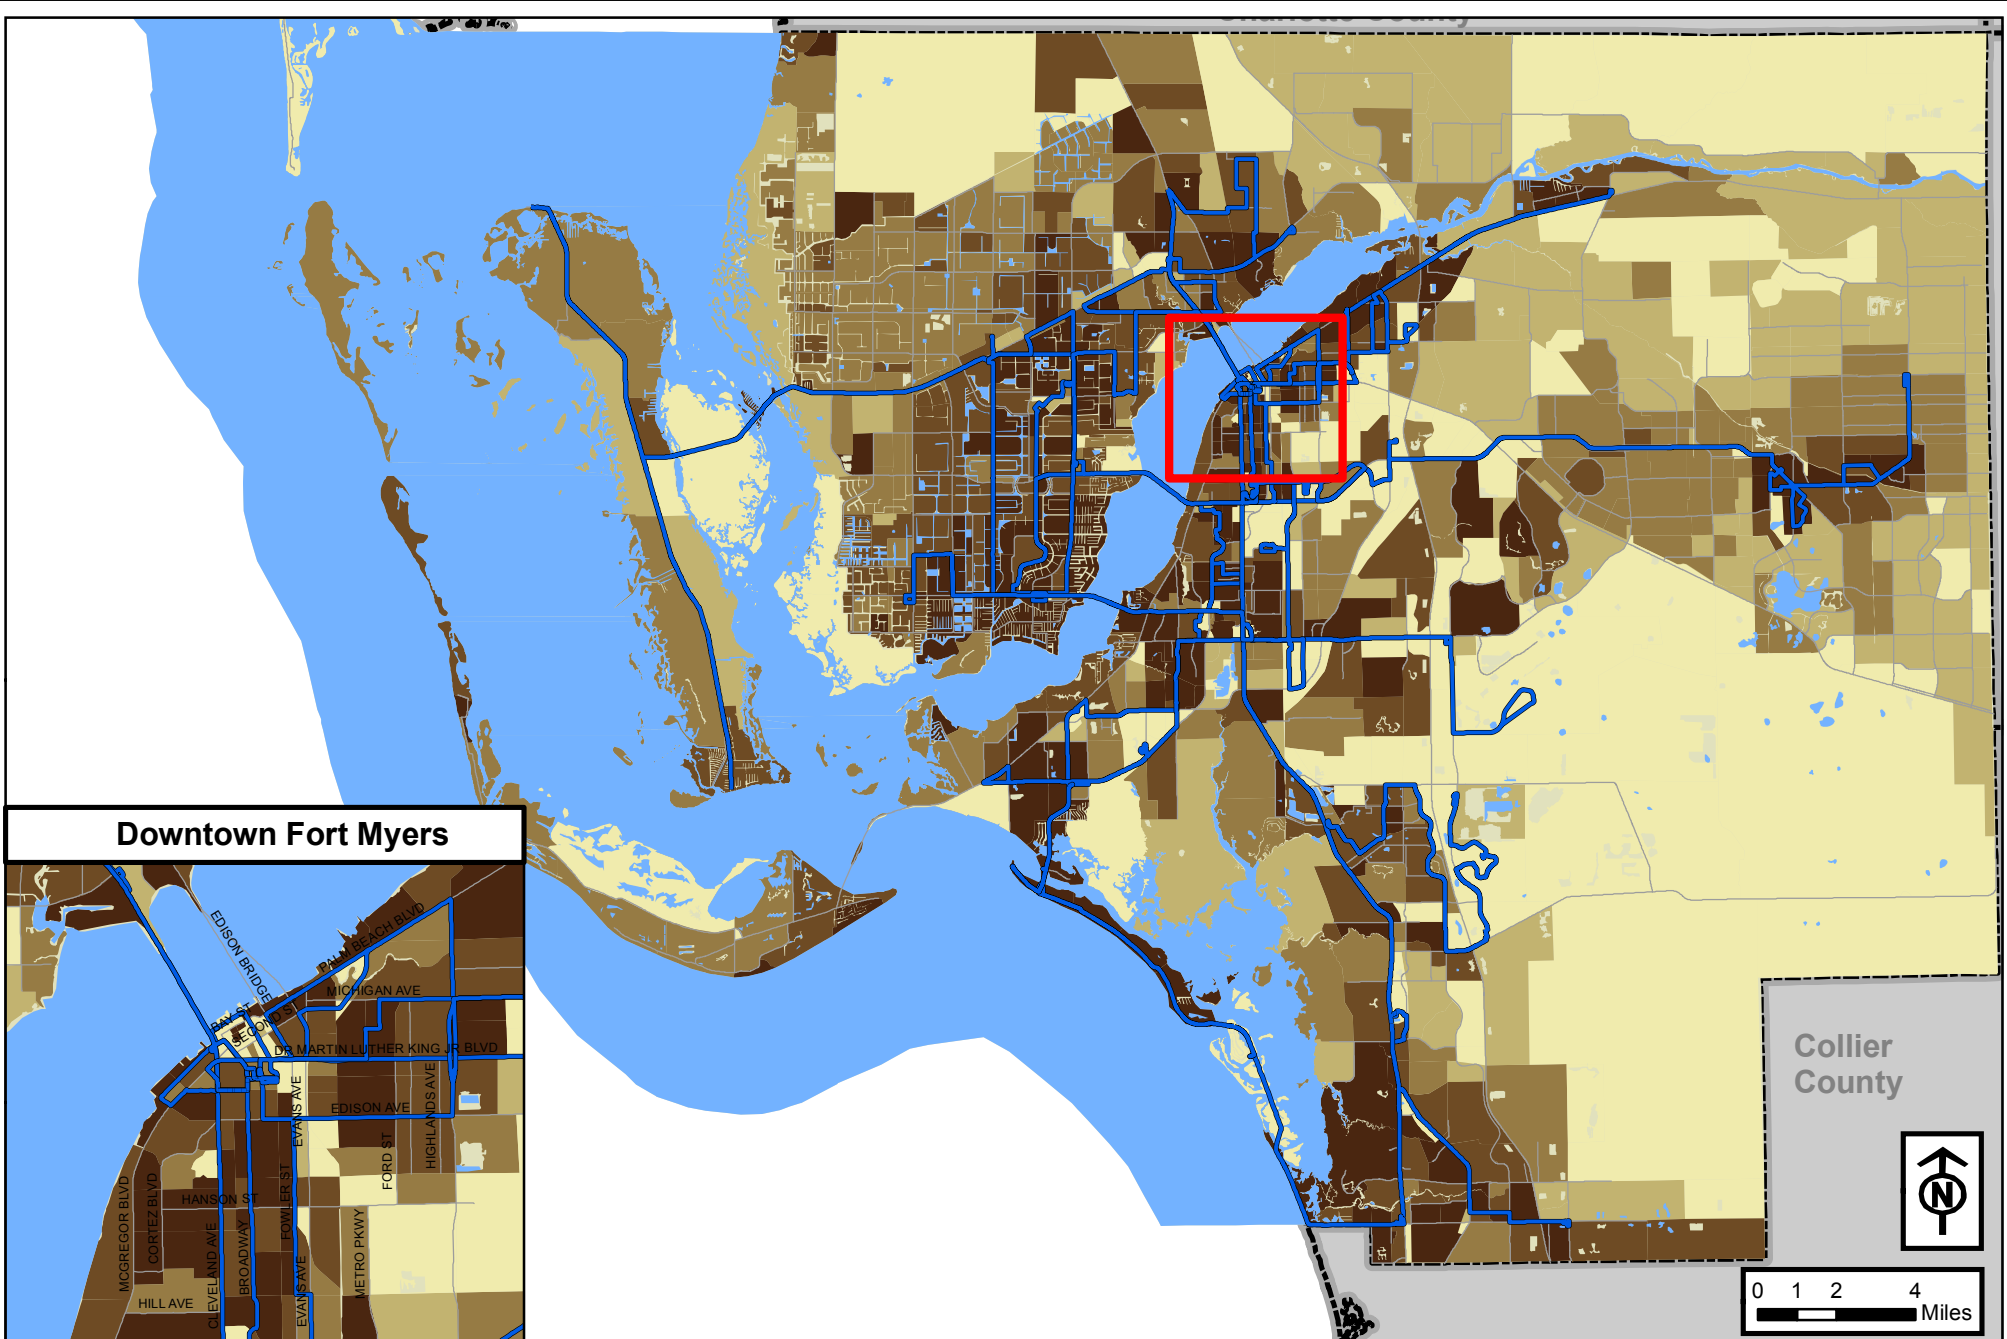 Charlotte County
Collier
County
N
0 1 2 4
Miles
Downtown Fort Myers
EDISON BRIDGE
PALM BEACH BLVD
MICHIGAN AVE
BAY ST
SECOND ST
DR MARTIN LUTHER KING JR BLVD
EVANS AVE
EDISON AVE
HIGHLANDS AVE
FORD ST
MCGREGOR BLVD
CORTEZ BLVD
HANSON ST
FOWLER ST
CLEVELAND AVE
BROADWAY
EVANS AVE
METRO PKWY
HILL AVE